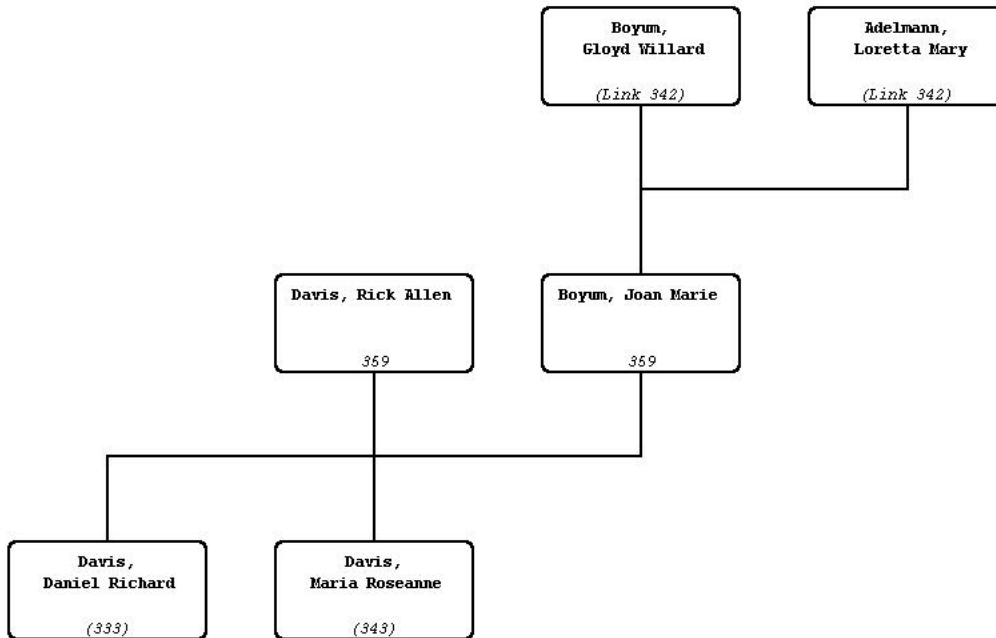 Boyum,
Gloyd Willard
(Link 342)
Adelmann,
Loretta Mary
(Link 342)
Davis, Rick Allen
359
Boyum, Joan Marie
359
Davis,
Daniel Richard
(333)
Davis,
Maria Roseanne
(343)